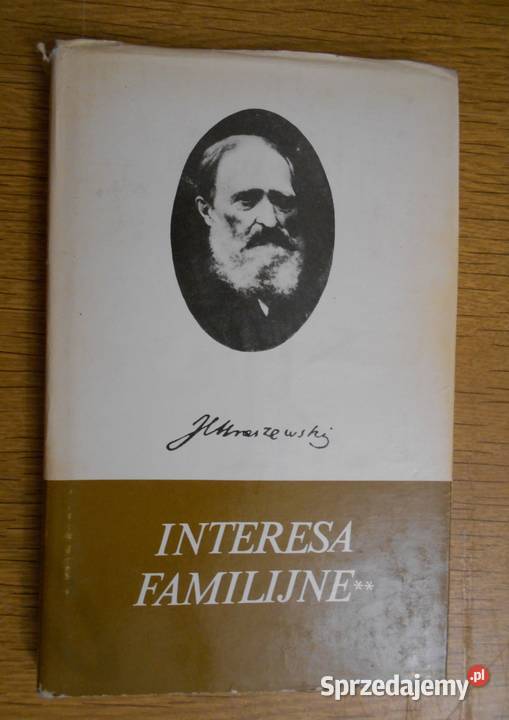 JIKraszewski
INTERESA
FAMILIJNE**
Sprzedajemy.pl